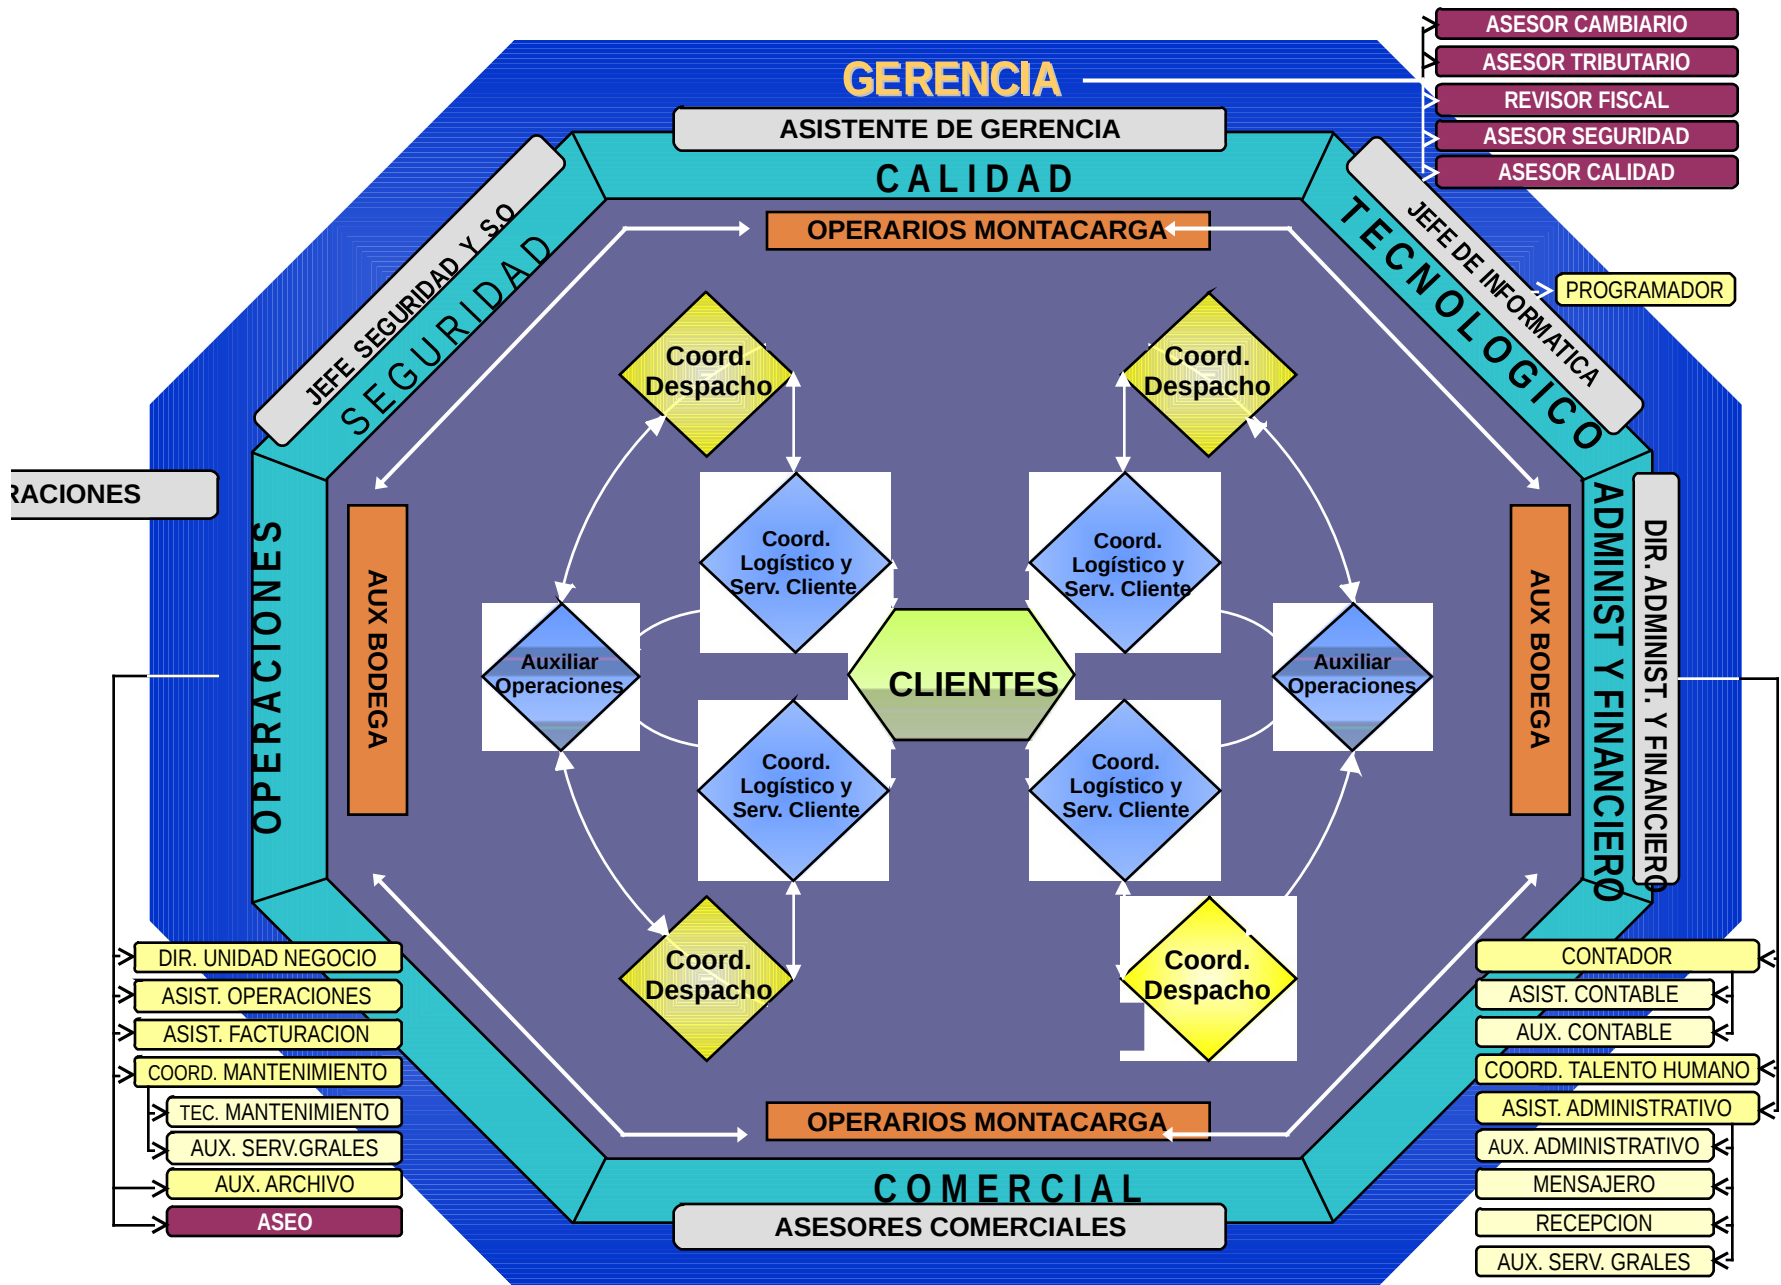 ASESOR CAMBIARIO
ASESOR TRIBUTARIO
REVISOR FISCAL
ASESOR SEGURIDAD
ASESOR CALIDAD
GERENCIA
ASISTENTE DE GERENCIA
CALIDAD
JEFE SEGURIDAD Y S.O
SEGURIDAD
JEFE DE INFORMATICA
TECNOLOGICO
PROGRAMADOR
OPERARIOS MONTACARGA
Coord.
Despacho
Coord.
Despacho
RACIONES
OPERACIONES
AUX BODEGA
Coord.
Logístico y
Serv. Cliente
Coord.
Logístico y
Serv. Cliente
AUX BODEGA
ADMINIST Y FINANCIERO
DIR. ADMINIST. Y FINANCIERO
Auxiliar
Operaciones
CLIENTES
Auxiliar
Operaciones
Coord.
Logístico y
Serv. Cliente
Coord.
Logístico y
Serv. Cliente
Coord.
Despacho
Coord.
Despacho
OPERARIOS MONTACARGA
COMERCIAL
ASESORES COMERCIALES
DIR. UNIDAD NEGOCIO
ASIST. OPERACIONES
ASIST. FACTURACION
COORD. MANTENIMIENTO
TEC. MANTENIMIENTO
AUX. SERV.GRALES
AUX. ARCHIVO
ASEO
CONTADOR
ASIST. CONTABLE
AUX. CONTABLE
COORD. TALENTO HUMANO
ASIST. ADMINISTRATIVO
AUX. ADMINISTRATIVO
MENSAJERO
RECEPCION
AUX. SERV. GRALES